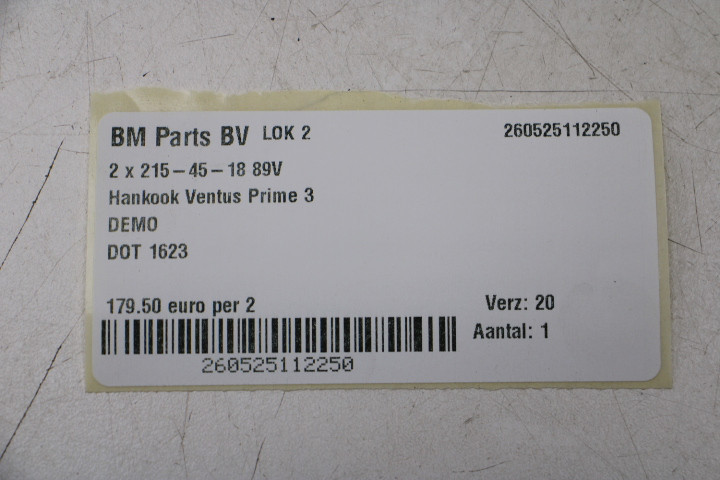 BM Parts BV LOK 2 260525112250
2 x 215-45-18 89V
Hankook Ventus Prime 3
DEMO
DOT 1623
179.50 euro per 2 Verz: 20
Aantal: 1
260525112250